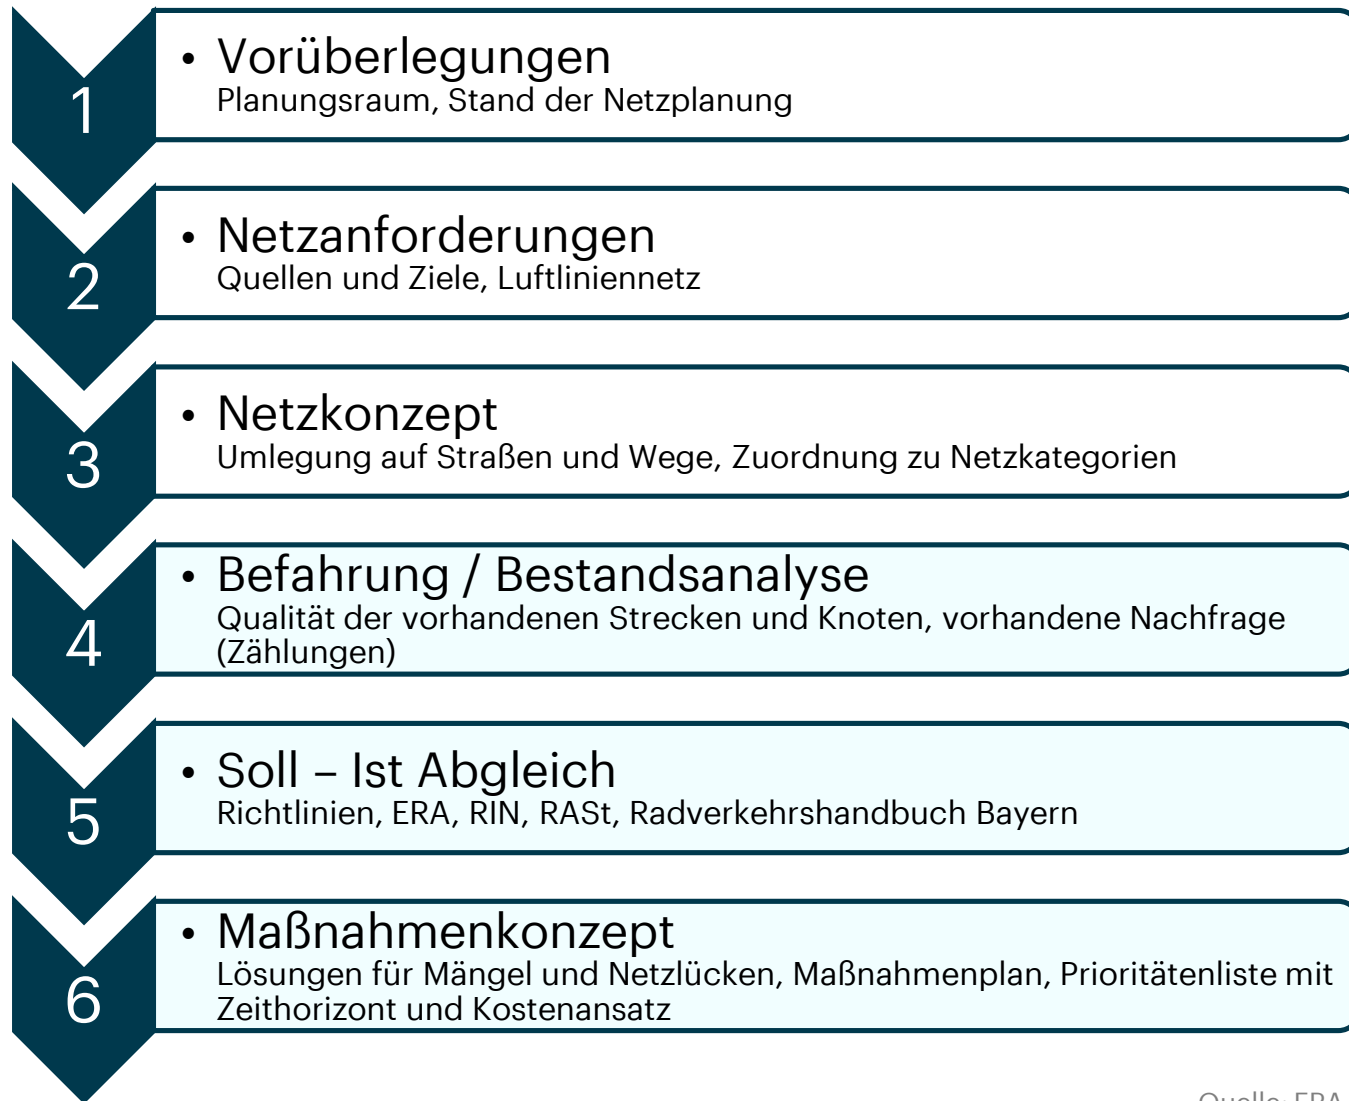 1
• Vorüberlegungen
Planungsraum, Stand der Netzplanung
2
• Netzanforderungen
Quellen und Ziele, Luftliniennetz
3
• Netzkonzept
Umlegung auf Straßen und Wege, Zuordnung zu Netzkategorien
4
• Befahrung / Bestandsanalyse
Qualität der vorhandenen Strecken und Knoten, vorhandene Nachfrage
(Zählungen)
5
• Soll – Ist Abgleich
Richtlinien, ERA, RIN, RASt, Radverkehrshandbuch Bayern
6
• Maßnahmenkonzept
Lösungen für Mängel und Netzlücken, Maßnahmenplan, Prioritätenliste mit
Zeithorizont und Kostenansatz
Quelle: ERA